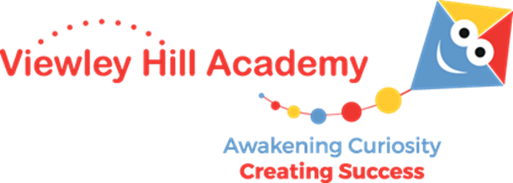 Viewley Hill Academy
Awakening Curiosity
Creating Success